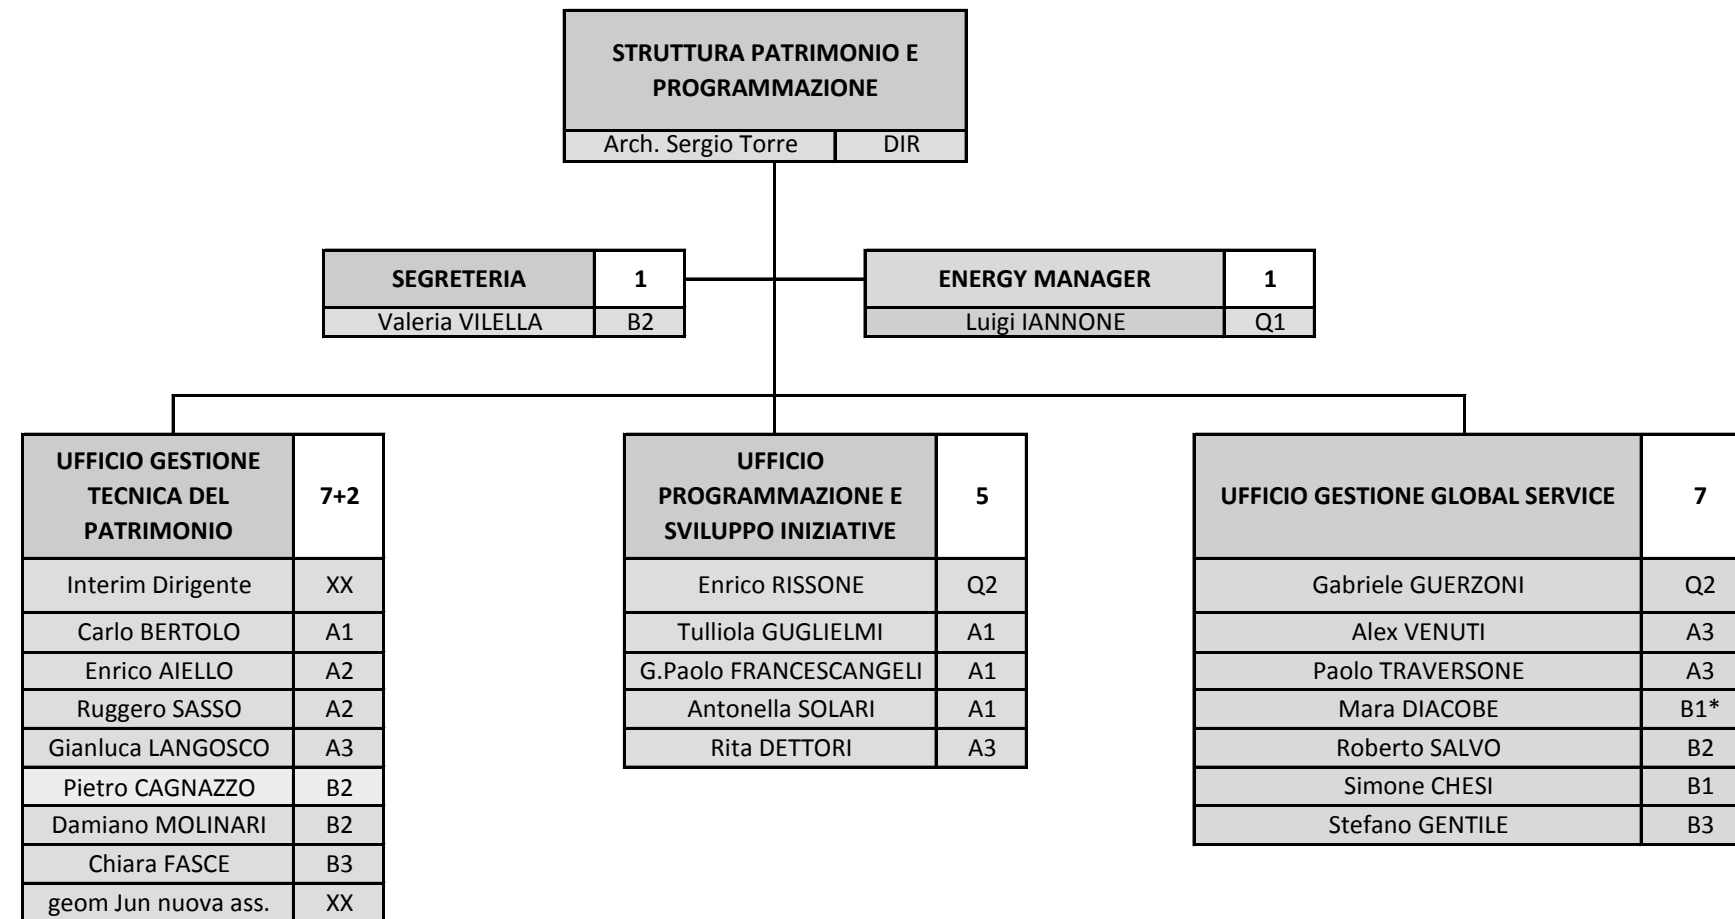 STRUTTURA PATRIMONIO E
PROGRAMMAZIONE
Arch. Sergio Torre DIR
SEGRETERIA 1
Valeria VILELLA B2
ENERGY MANAGER 1
Luigi IANNONE Q1
UFFICIO GESTIONE
TECNICA DEL
PATRIMONIO
7+2
Interim Dirigente XX
Carlo BERTOLO A1
Enrico AIELLO A2
Ruggero SASSO A2
Gianluca LANGOSCO A3
Pietro CAGNAZZO B2
Damiano MOLINARI B2
Chiara FASCE B3
geom Jun nuova ass. XX
UFFICIO
PROGRAMMAZIONE E
SVILUPPO INIZIATIVE
5
Enrico RISSONE Q2
Tulliola GUGLIELMI A1
G.Paolo FRANCESCANGELI A1
Antonella SOLARI A1
Rita DETTORI A3
UFFICIO GESTIONE GLOBAL SERVICE 7
Gabriele GUERZONI Q2
Alex VENUTI A3
Paolo TRAVERSONE A3
Mara DIACOBE B1*
Roberto SALVO B2
Simone CHESI B1
Stefano GENTILE B3